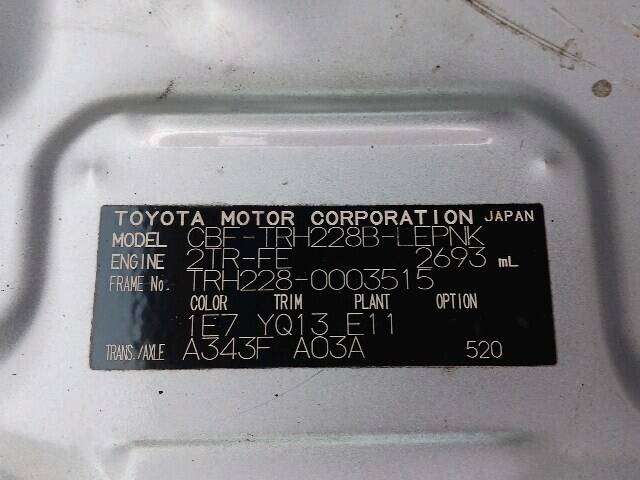 TOYOTA MOTOR CORPORATION JAPAN
MODEL CBF-TRH228B-LEPNK
ENGINE 2TR-FE 2693 mL
FRAME No. TRH228-0003515
COLOR TRIM PLANT OPTION
1E7 YQ13 E11
TRANS./AXLE A343F A03A 520